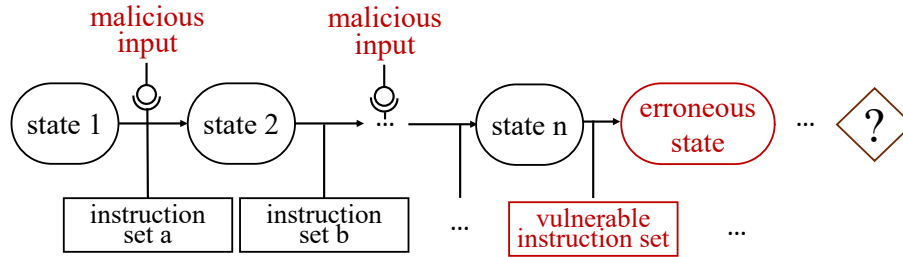 malicious
input
malicious
input
state 1
state 2
...
state n
erroneous
state
...
?
instruction
set a
instruction
set b
...
vulnerable
instruction set
...